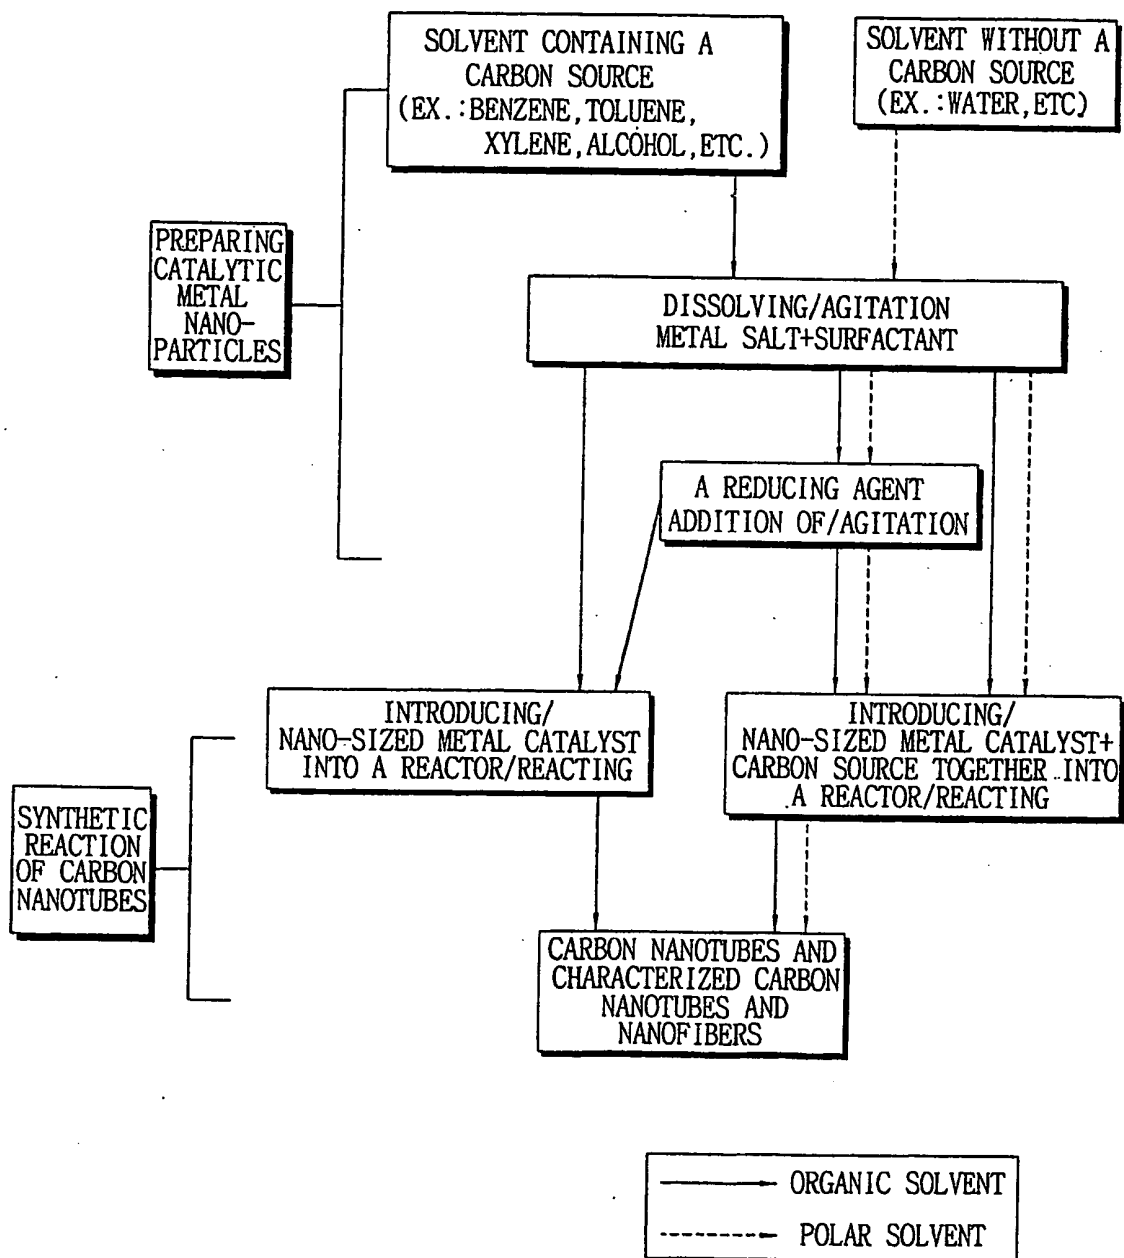 SOLVENT CONTAINING A
CARBON SOURCE
(EX.:BENZENE,TOLUENE,
XYLENE,ALCOHOL,ETC.)
SOLVENT WITHOUT A
CARBON SOURCE
(EX.:WATER,ETC)
PREPARING
CATALYTIC
METAL
NANO-
PARTICLES
DISSOLVING/AGITATION
METAL SALT+SURFACTANT
A REDUCING AGENT
ADDITION OF/AGITATION
INTRODUCING/
NANO-SIZED METAL CATALYST
INTO A REACTOR/REACTING
INTRODUCING/
NANO-SIZED METAL CATALYST+
CARBON SOURCE TOGETHER INTO
A REACTOR/REACTING
SYNTHETIC
REACTION
OF CARBON
NANOTUBES
CARBON NANOTUBES AND
CHARACTERIZED CARBON
NANOTUBES AND
NANOFIBERS
ORGANIC SOLVENT
POLAR SOLVENT